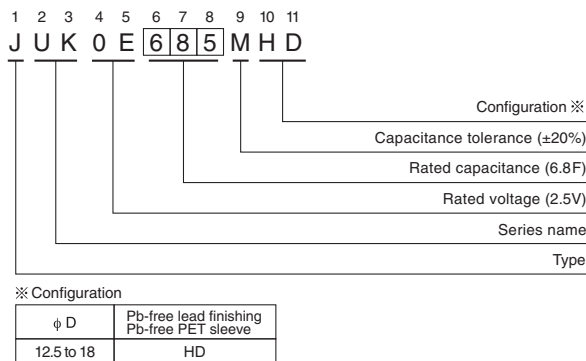 1 2 3 4 5 6 7 8 9 10 11
J U K 0 E 6 8 5 M H D
Configuration ※
Capacitance tolerance (±20%)
Rated capacitance (6.8F)
Rated voltage (2.5V)
Series name
Type
※ Configuration
ϕ D
Pb-free lead finishing
Pb-free PET sleeve
12.5 to 18
HD